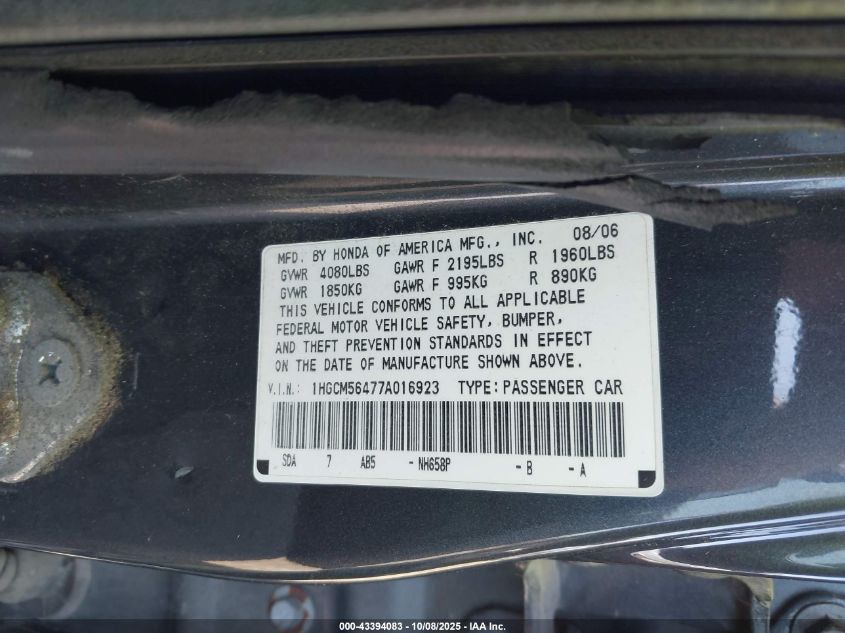 MFD. BY HONDA OF AMERICA MFG., INC. 08/06
GVWR 4080LBS GAWR F 2195LBS R 1960LBS
GVWR 1850KG GAWR F 995KG R 890KG
THIS VEHICLE CONFORMS TO ALL APPLICABLE
FEDERAL MOTOR VEHICLE SAFETY, BUMPER,
AND THEFT PREVENTION STANDARDS IN EFFECT
ON THE DATE OF MANUFACTURE SHOWN ABOVE.
V.I.N.: 1HGCM56477A016923 TYPE: PASSENGER CAR
SDA 7 AB5 -NH658P -B -A
000-43394083 - 10/08/2025 - IAA Inc.